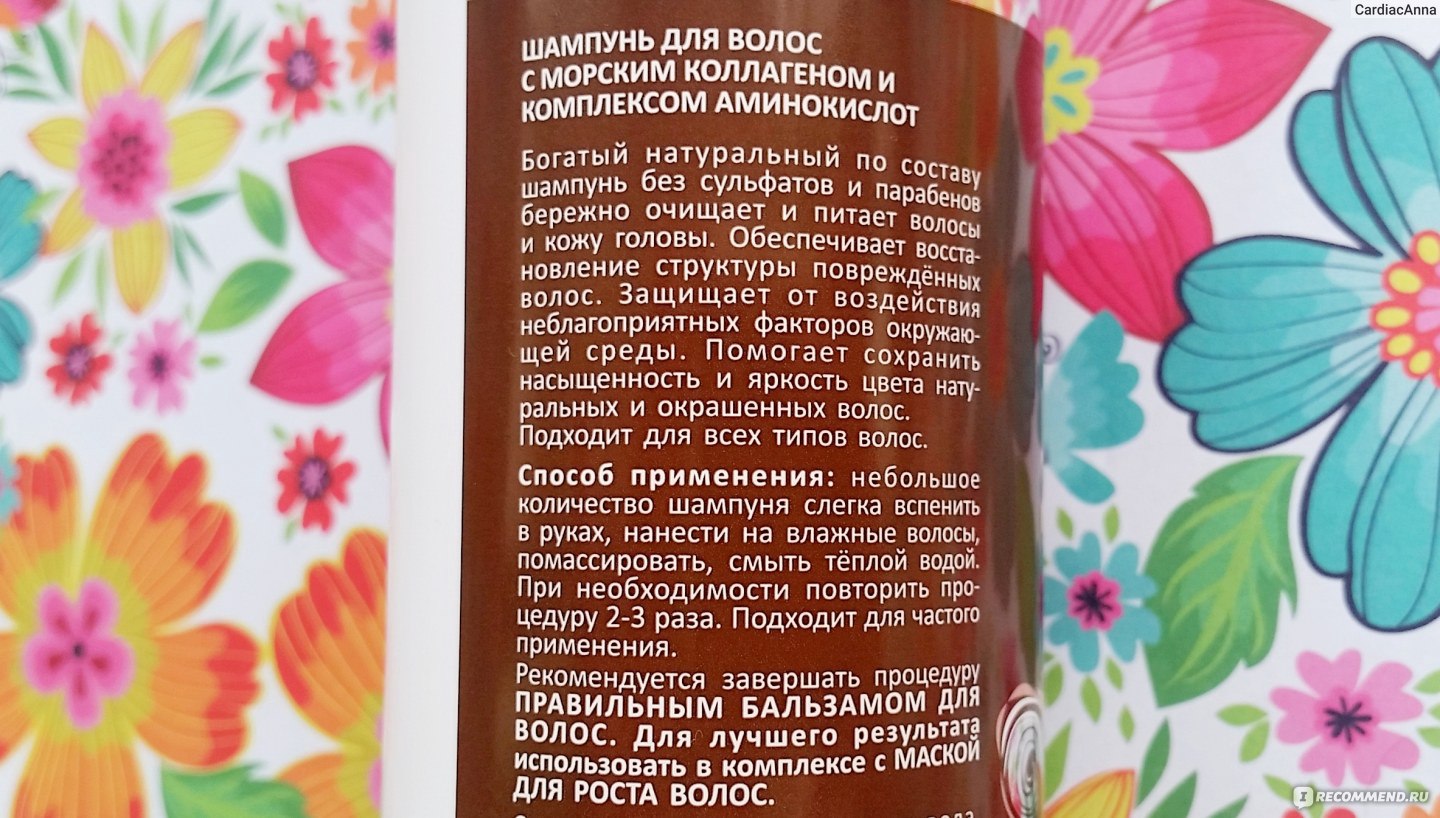 CardiacAnna
ШАМПУНЬ ДЛЯ ВОЛОС
С МОРСКИМ КОЛЛАГЕНОМ И
КОМПЛЕКСОМ АМИНОКИСЛОТ
Богатый натуральный по составу
шампунь без сульфатов и парабенов
бережно очищает и питает волосы
и кожу головы. Обеспечивает восста-
новление структуры повреждённых
волос. Защищает от воздействия
неблагоприятных факторов окружаю-
щей среды. Помогает сохранить
насыщенность и яркость цвета нату-
ральных и окрашенных волос.
Подходит для всех типов волос.
Способ применения: небольшое
количество шампуня слегка вспенить
в руках, нанести на влажные волосы,
помассировать, смыть тёплой водой.
При необходимости повторить про-
цедуру 2-3 раза. Подходит для частого
применения.
Рекомендуется завершать процедуру
ПРАВИЛЬНЫМ БАЛЬЗАМОМ ДЛЯ
ВОЛОС. Для лучшего результата
использовать в комплексе с МАСКОЙ
ДЛЯ РОСТА ВОЛОС.
IRECOMMEND.RU